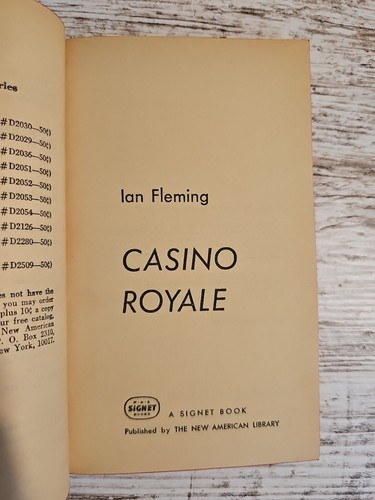 ries
#D2030—50¢)
#D2029—50¢)
#D2036—50¢)
#D2051—50¢)
#D2052—50¢)
#D2053—50¢)
#D2054—50¢)
#D2126—50¢)
#D2280—50¢)
#D2509—50¢)
es not have the
you may order
plus 10¢ a copy
ur free catalog,
New American
. O. Box 2310,
ew York, 10017.
Ian Fleming
CASINO
ROYALE
SIGNET
BOOKS
A SIGNET BOOK
Published by THE NEW AMERICAN LIBRARY